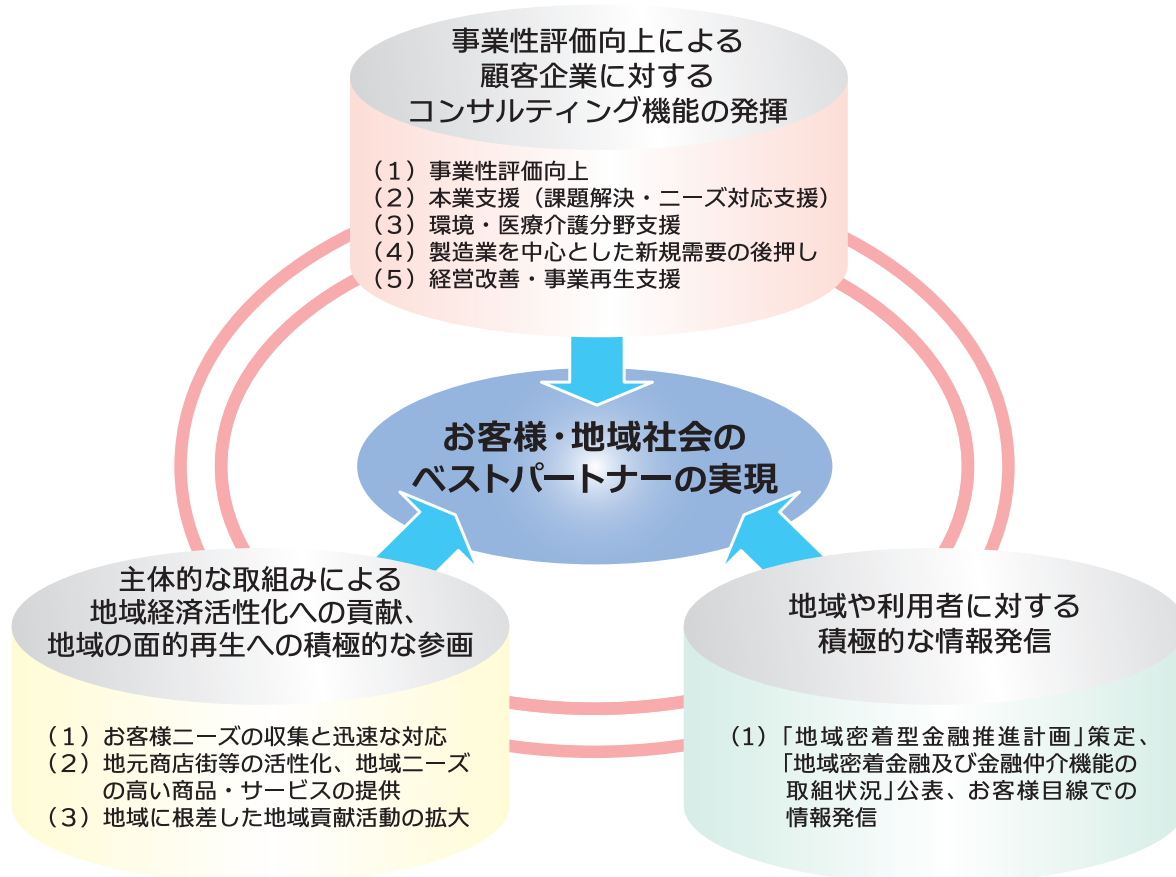 事業性評価向上による
顧客企業に対する
コンサルティング機能の発揮
（1）事業性評価向上
（2）本業支援（課題解決・ニーズ対応支援）
（3）環境・医療介護分野支援
（4）製造業を中心とした新規需要の後押し
（5）経営改善・事業再生支援
お客様・地域社会の
ベストパートナーの実現
主体的な取組みによる
地域経済活性化への貢献、
地域の面的再生への積極的な参画
（1）お客様ニーズの収集と迅速な対応
（2）地元商店街等の活性化、地域ニーズ
の高い商品・サービスの提供
（3）地域に根差した地域貢献活動の拡大
地域や利用者に対する
積極的な情報発信
（1）「地域密着型金融推進計画」策定、
「地域密着金融及び金融仲介機能の
取組状況」公表、お客様目線での
情報発信